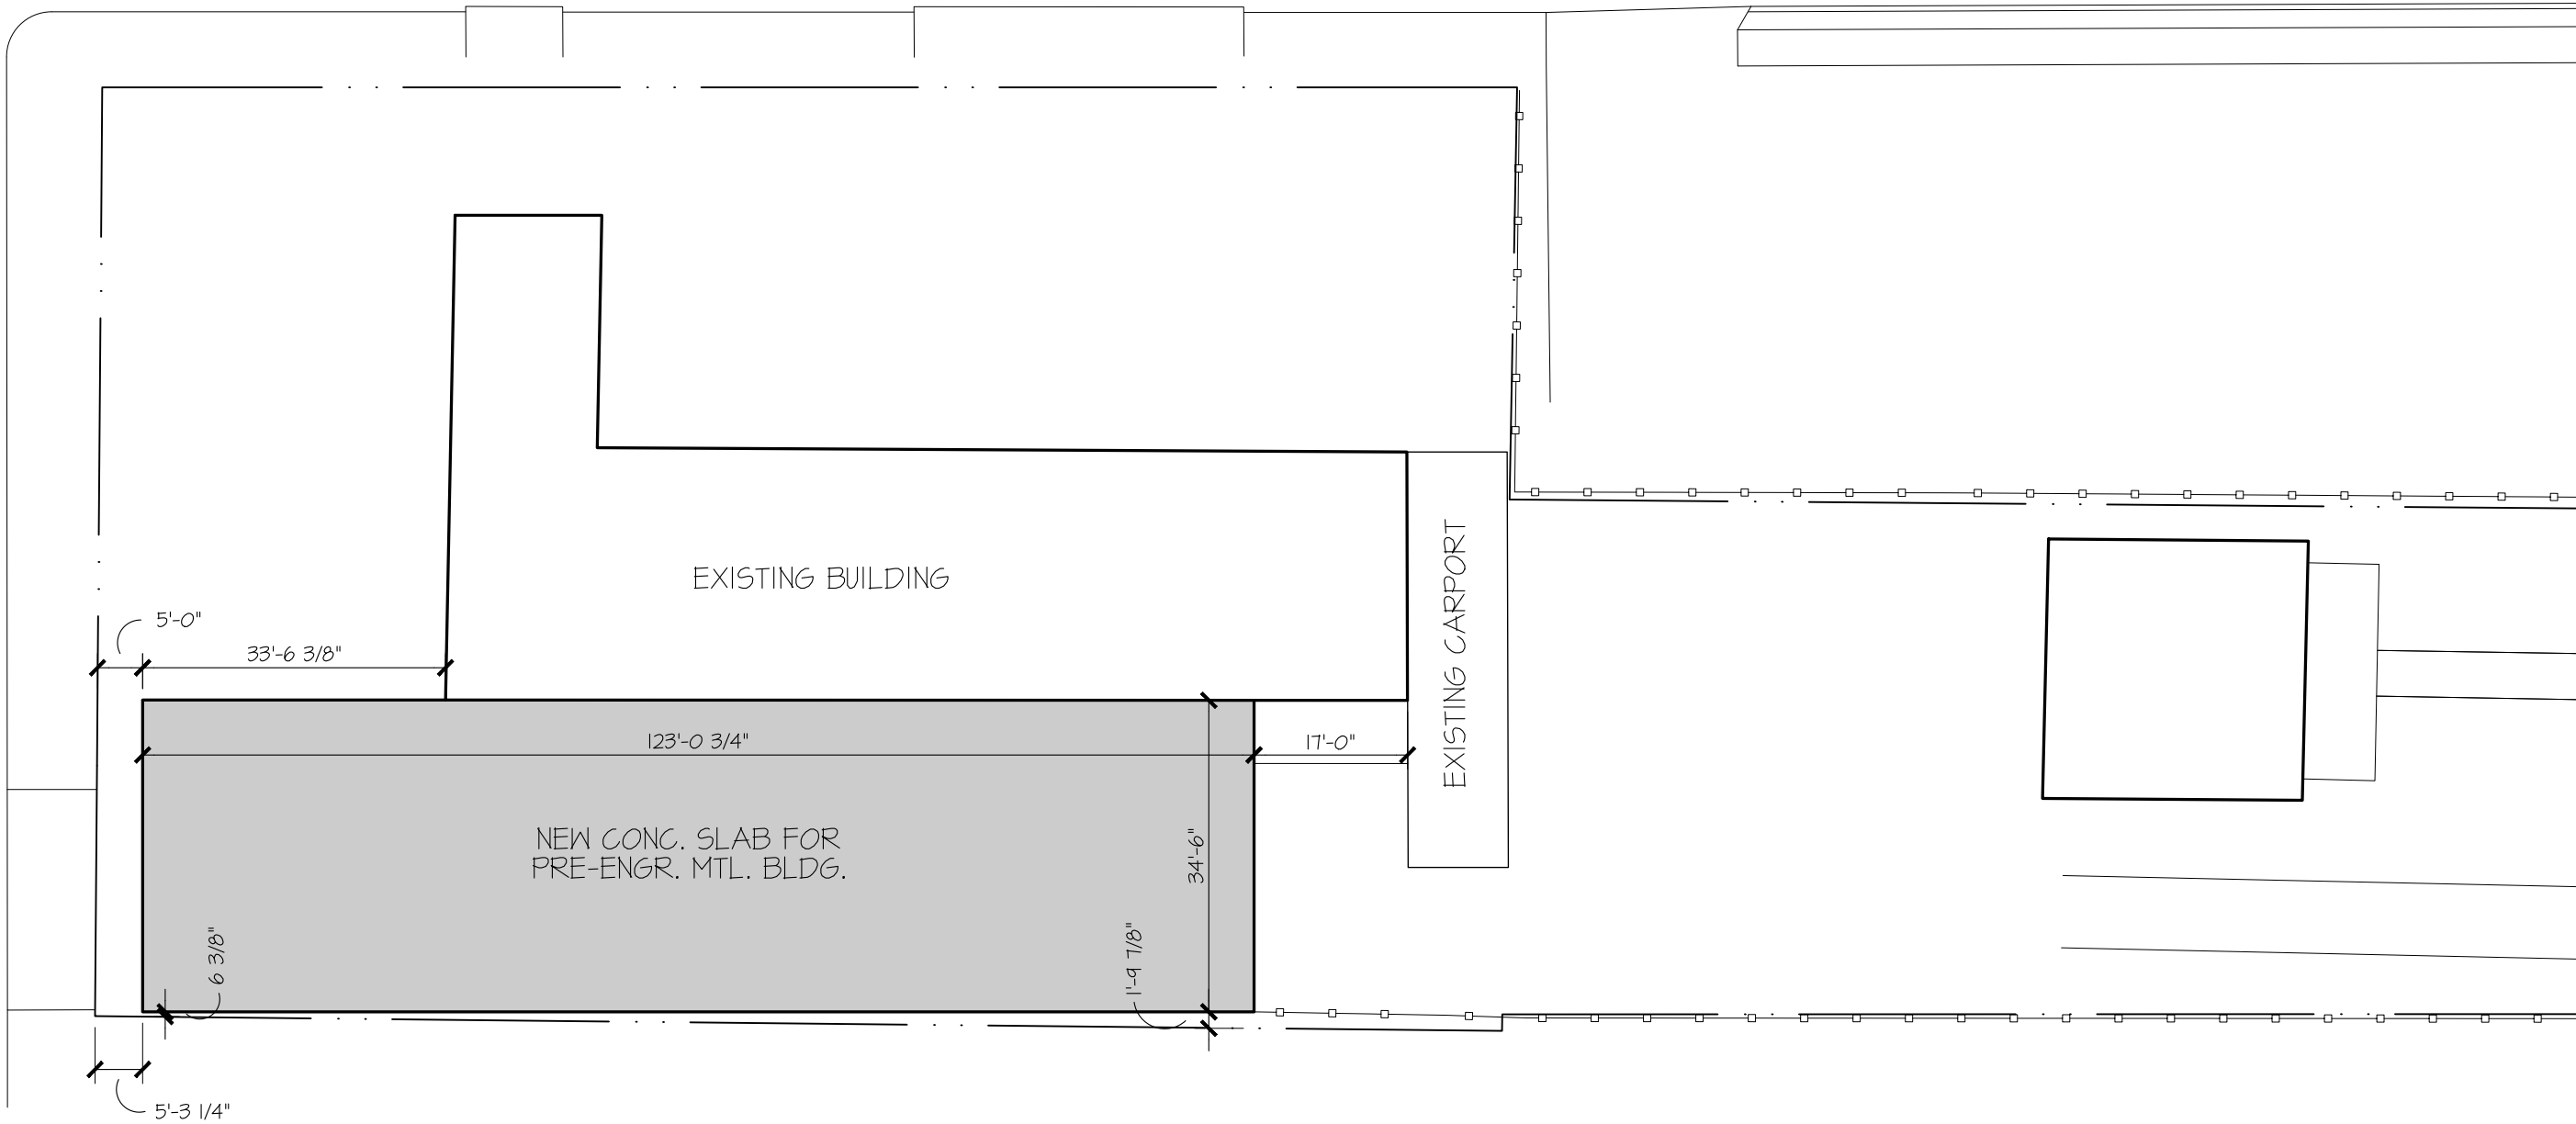 EXISTING BUILDING
EXISTING CARPORT
5'-0"
33'-6 3/8"
123'-0 3/4"
17'-0"
NEW CONC. SLAB FOR
PRE-ENGR. MTL. BLDG.
34'-6"
6 3/8"
1'-9 7/8"
5'-3 1/4"